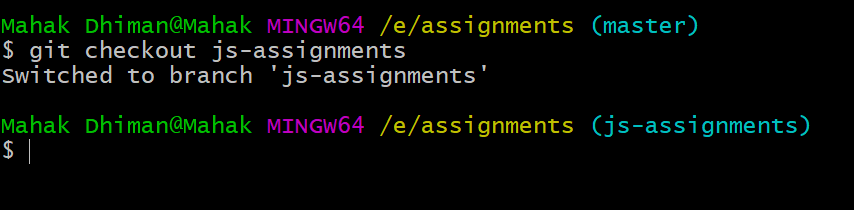 Mahak Dhiman@Mahak MINGW64 /e/assignments (master)
$ git checkout js-assignments
Switched to branch 'js-assignments'
Mahak Dhiman@Mahak MINGW64 /e/assignments (js-assignments)
$